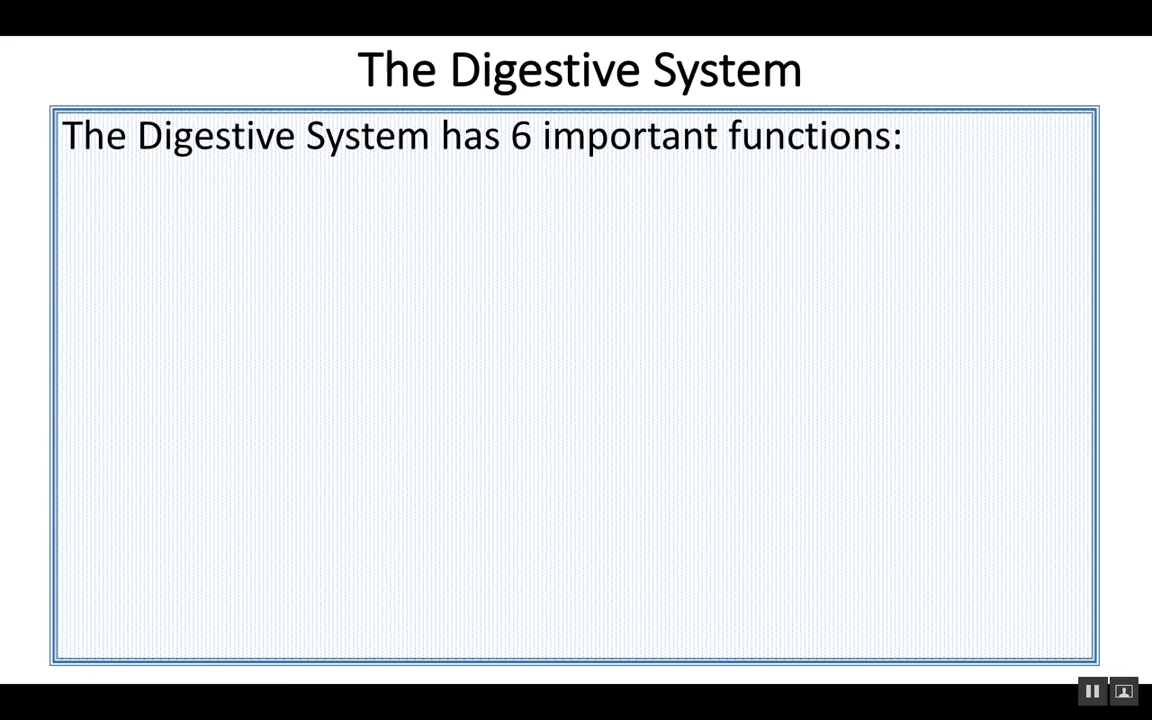 The Digestive System
The Digestive System has 6 important functions: